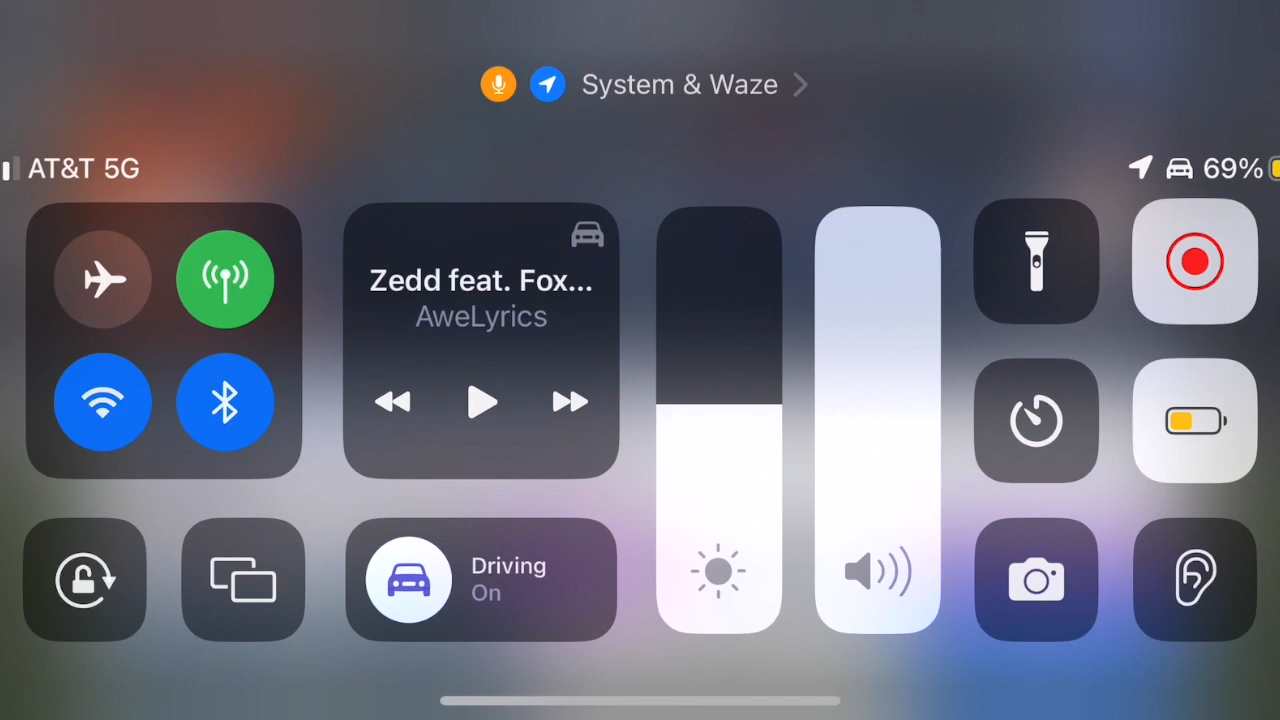 System & Waze
AT&T 5G
69%
Zedd feat. Fox...
AweLyrics
Driving
On